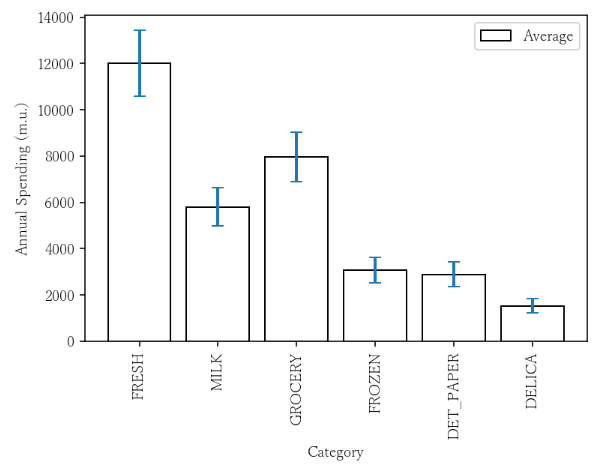 14000
12000
10000
8000
6000
4000
2000
0
Annual Spending (m.u.)
Average
FRESH
MILK
GROCERY
FROZEN
DET_PAPER
DELICA
Category